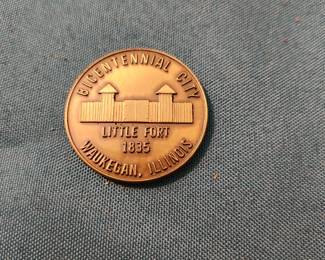 BICENTENNIAL CITY
LITTLE FORT
1835
WAUKEGAN, ILLINOIS